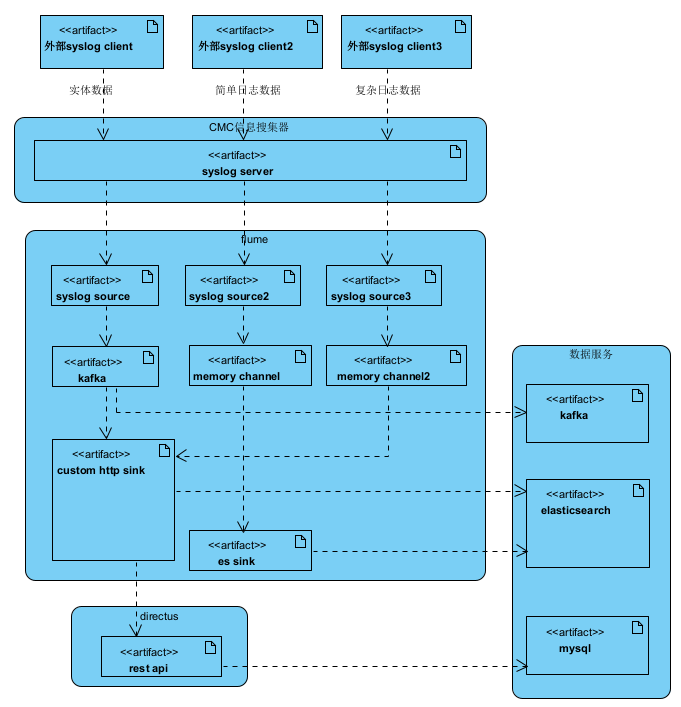 <<artifact>>
外部syslog client
<<artifact>>
外部syslog client2
<<artifact>>
外部syslog client3
实体数据
简单日志数据
复杂日志数据
CMC信息搜集器
<<artifact>>
syslog server
flume
<<artifact>>
syslog source
<<artifact>>
syslog source2
<<artifact>>
syslog source3
<<artifact>>
kafka
<<artifact>>
memory channel
<<artifact>>
memory channel2
数据服务
<<artifact>>
kafka
<<artifact>>
custom http sink
<<artifact>>
elasticsearch
<<artifact>>
es sink
directus
<<artifact>>
rest api
<<artifact>>
mysql